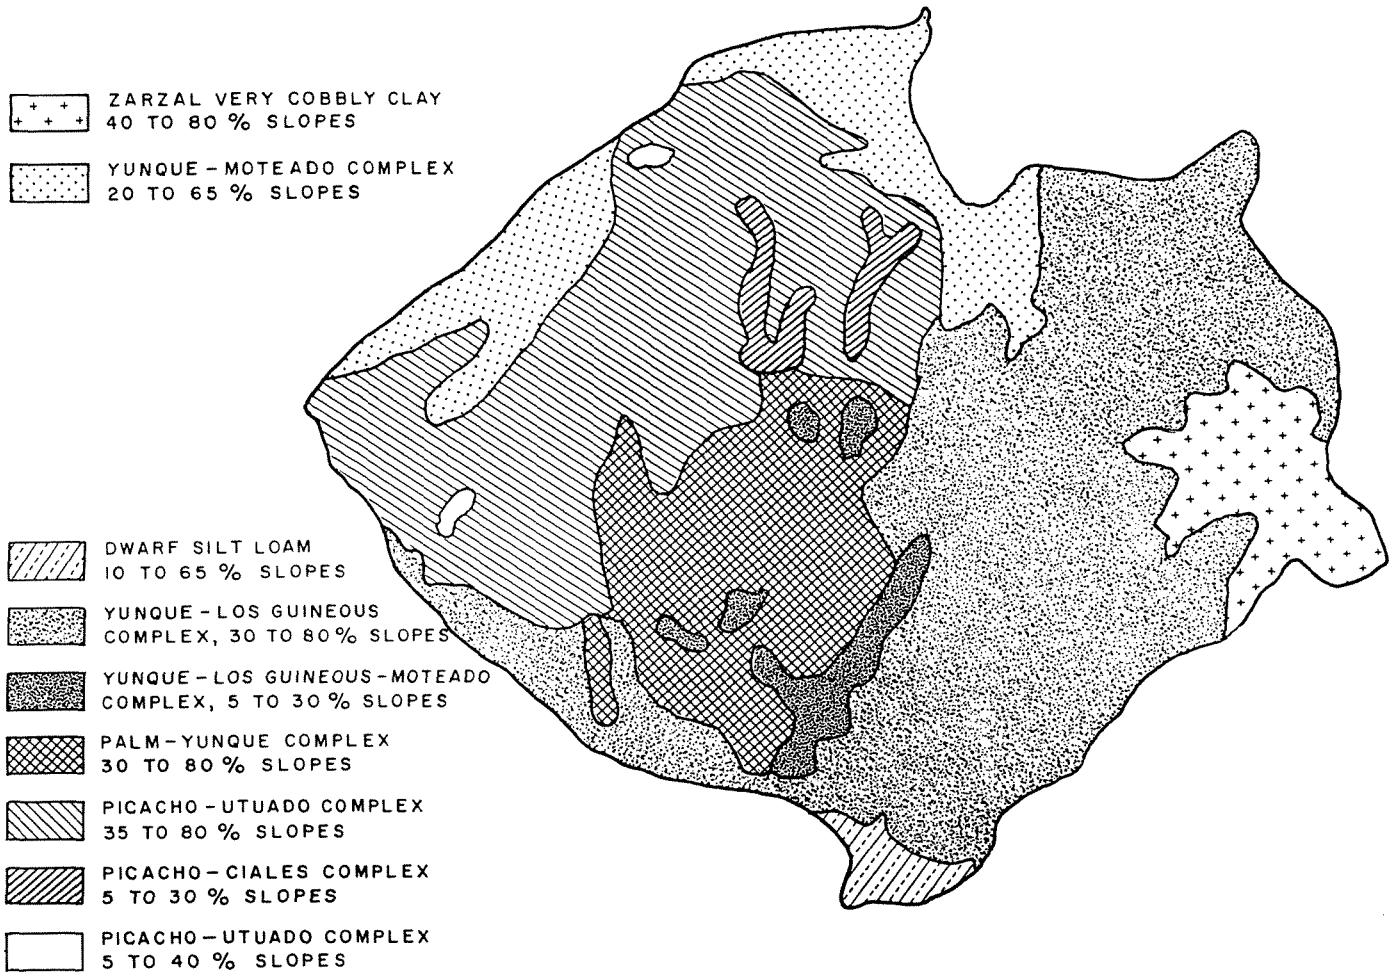 ZARZAL VERY COBBLY CLAY
40 TO 80 % SLOPES
YUNQUE-MOTEADO COMPLEX
20 TO 65 % SLOPES
DWARF SILT LOAM
10 TO 65 % SLOPES
YUNQUE-LOS GUINEOUS
COMPLEX, 30 TO 80% SLOPES
YUNQUE-LOS GUINEOUS-MOTEADO
COMPLEX, 5 TO 30 % SLOPES
PALM-YUNQUE COMPLEX
30 TO 80 % SLOPES
PICACHO-UTUADO COMPLEX
35 TO 80 % SLOPES
PICACHO-CIALES COMPLEX
5 TO 30 % SLOPES
PICACHO-UTUADO COMPLEX
5 TO 40 % SLOPES